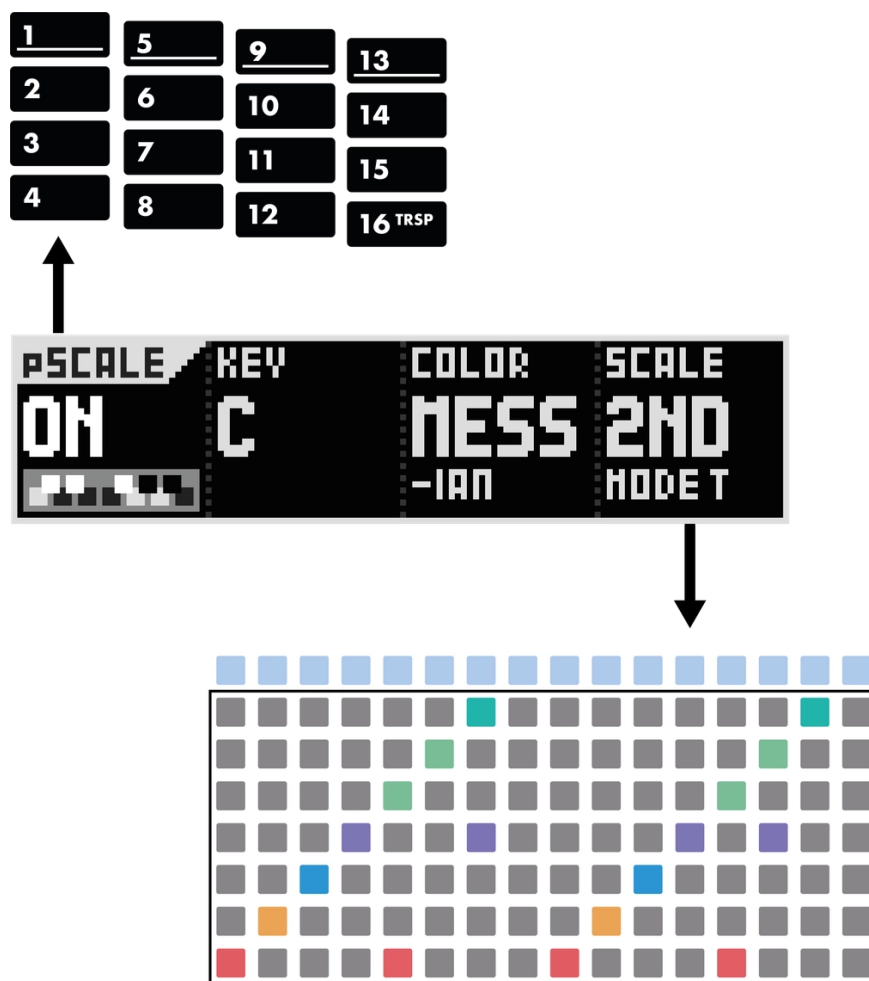 1 5 9 13
2 6 10 14
3 7 11 15
4 8 12 16 TRSP
pSCALE KEY COLOR SCALE
ON C MESS 2ND
-IAN MODE T